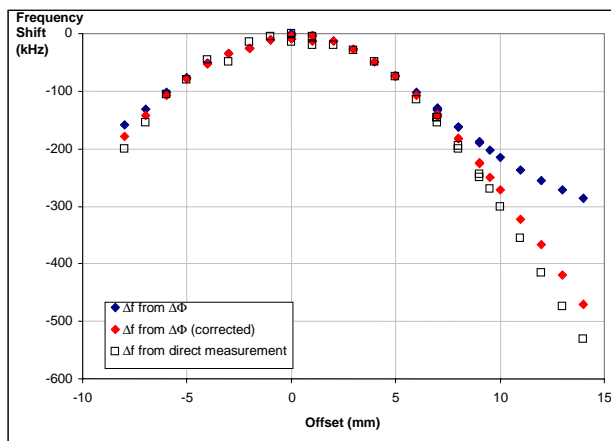 Frequency
Shift
(kHz)
0
-100
-200
-300
-400
-500
-600
Δf from ΔΦ
Δf from ΔΦ (corrected)
Δf from direct measurement
-10
-5
0
5
10
15
Offset (mm)